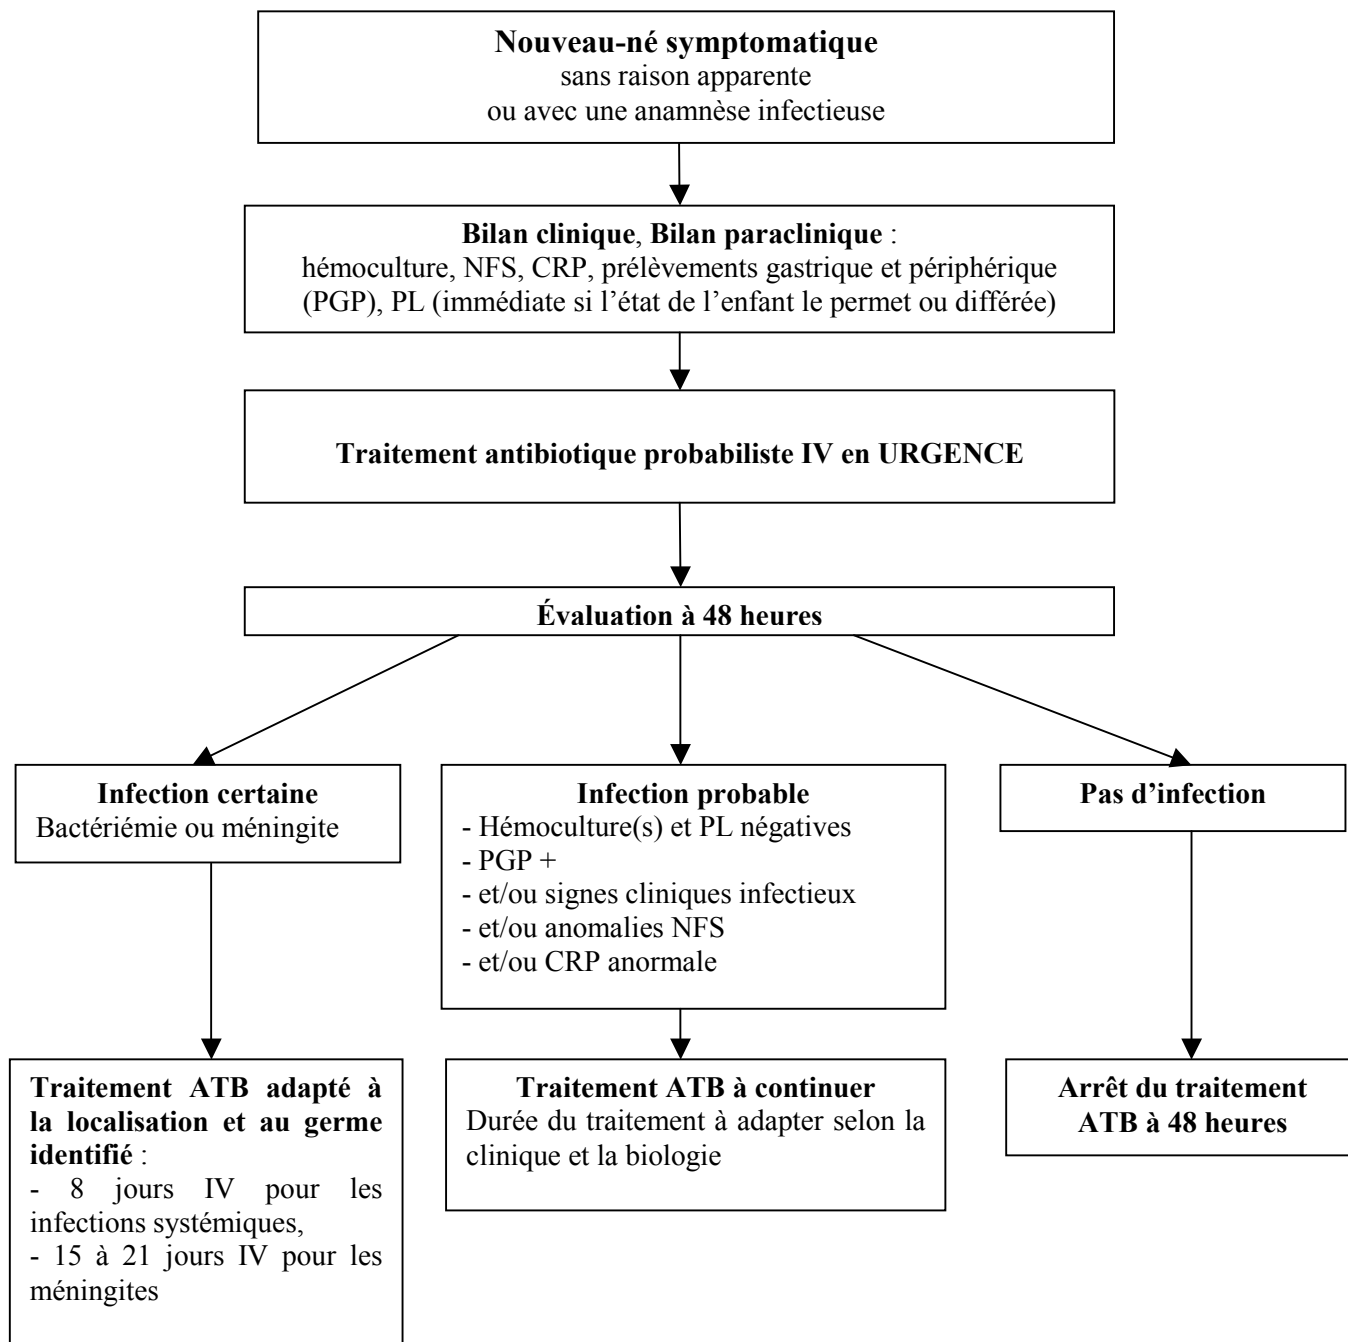 Nouveau-né symptomatique
sans raison apparente
ou avec une anamnèse infectieuse
Bilan clinique, Bilan paraclinique :
hémoculture, NFS, CRP, prélèvements gastrique et périphérique
(PGP), PL (immédiate si l’état de l’enfant le permet ou différée)
Traitement antibiotique probabiliste IV en URGENCE
Évaluation à 48 heures
Infection certaine
Bactériémie ou méningite
Infection probable
- Hémoculture(s) et PL négatives
- PGP +
- et/ou signes cliniques infectieux
- et/ou anomalies NFS
- et/ou CRP anormale
Pas d’infection
Traitement ATB adapté à
la localisation et au germe
identifié :
- 8 jours IV pour les
infections systémiques,
- 15 à 21 jours IV pour les
méningites
Traitement ATB à continuer
Durée du traitement à adapter selon la
clinique et la biologie
Arrêt du traitement
ATB à 48 heures